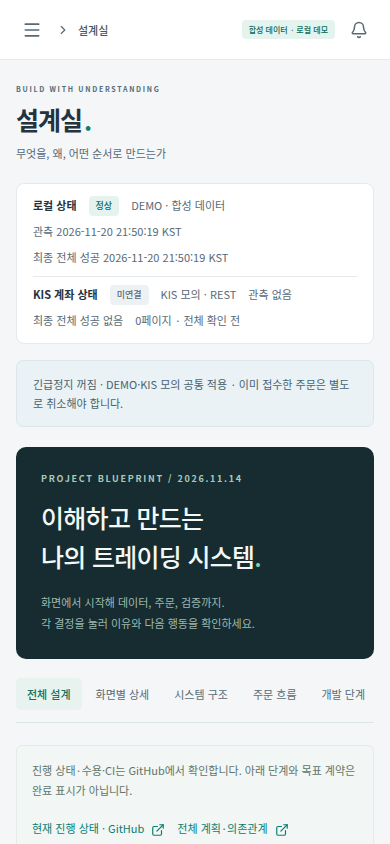 설계실
합성 데이터 · 로컬 데모
BUILD WITH UNDERSTANDING
설계실.
무엇을, 왜, 어떤 순서로 만드는가
로컬 상태 정상 DEMO · 합성 데이터
관측 2026-11-20 21:50:19 KST
최종 전체 성공 2026-11-20 21:50:19 KST
KIS 계좌 상태 미연결 KIS 모의 · REST 관측 없음
최종 전체 성공 없음 0페이지 · 전체 확인 전
긴급정지 꺼짐 · DEMO·KIS 모의 공통 적용 · 이미 접수한 주문은 별도
로 취소해야 합니다.
PROJECT BLUEPRINT / 2026.11.14
이해하고 만드는
나의 트레이딩 시스템.
화면에서 시작해 데이터, 주문, 검증까지.
각 결정을 눌러 이유와 다음 행동을 확인하세요.
전체 설계 화면별 상세 시스템 구조 주문 흐름 개발 단계
진행 상태·수용·CI는 GitHub에서 확인합니다. 아래 단계와 목표 계약은
완료 표시가 아닙니다.
현재 진행 상태 · GitHub 전체 계획·의존관계